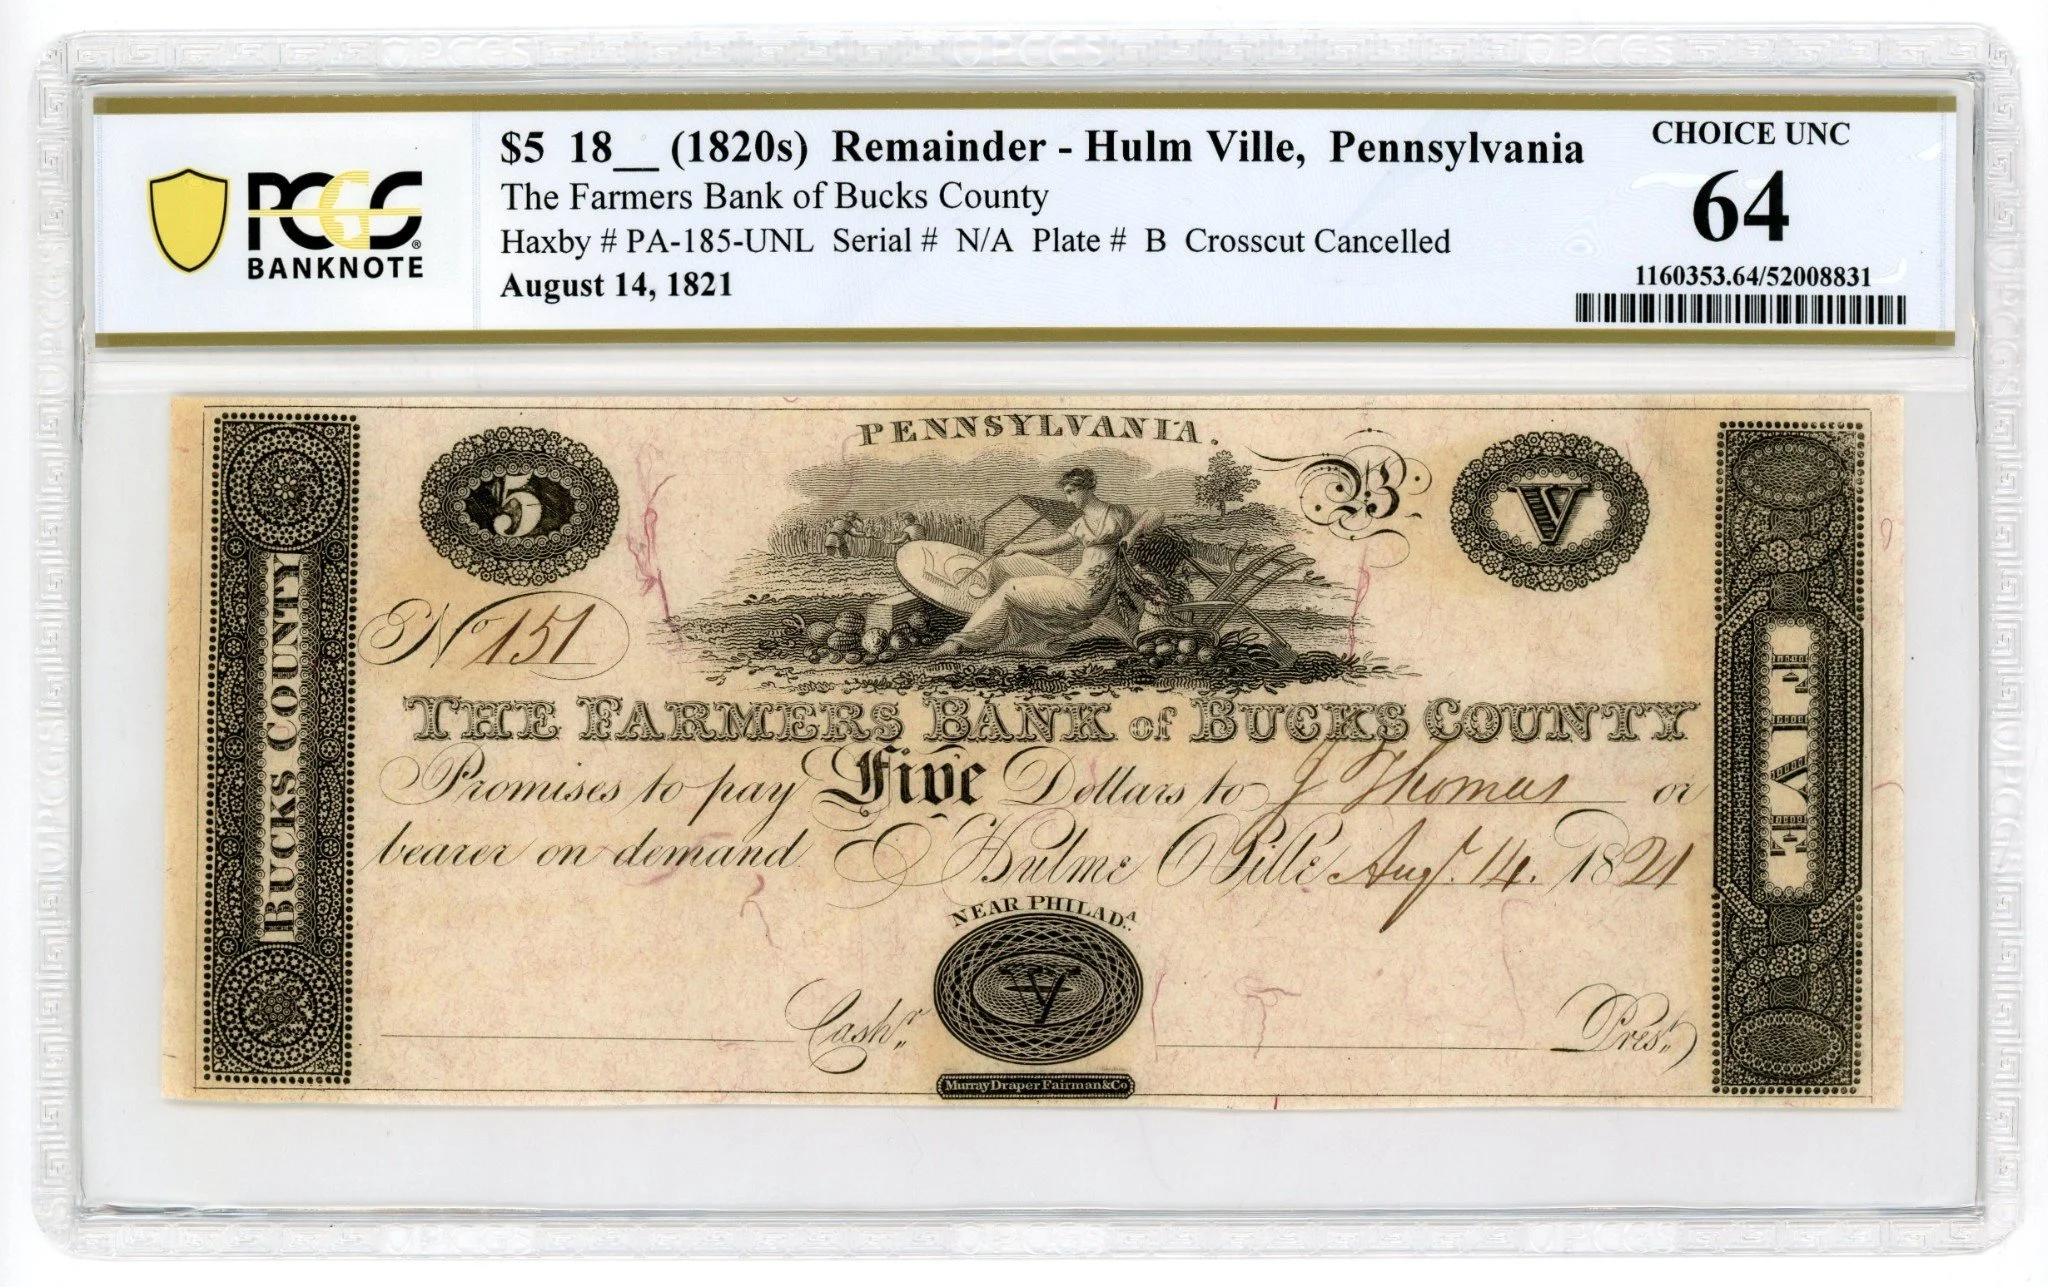 $5 18__ (1820s) Remainder - Hulm Ville, Pennsylvania
The Farmers Bank of Bucks County
Haxby # PA-185-UNL Serial # N/A Plate # B Crosscut Cancelled
August 14, 1821
PCGS®
BANKNOTE
CHOICE UNC
64
1160353.64/52008831
PENNSYLVANIA.
5
B
V
No 151
BUCKS COUNTY
FIVE
THE FARMERS BANK of BUCKS COUNTY
Promises to pay Five Dollars to J Thomas or
bearer on demand Hulme Ville Augt. 14. 1821
NEAR PHILADA.
V
Cashr,,
Prest,,
Murray Draper Fairman & Co